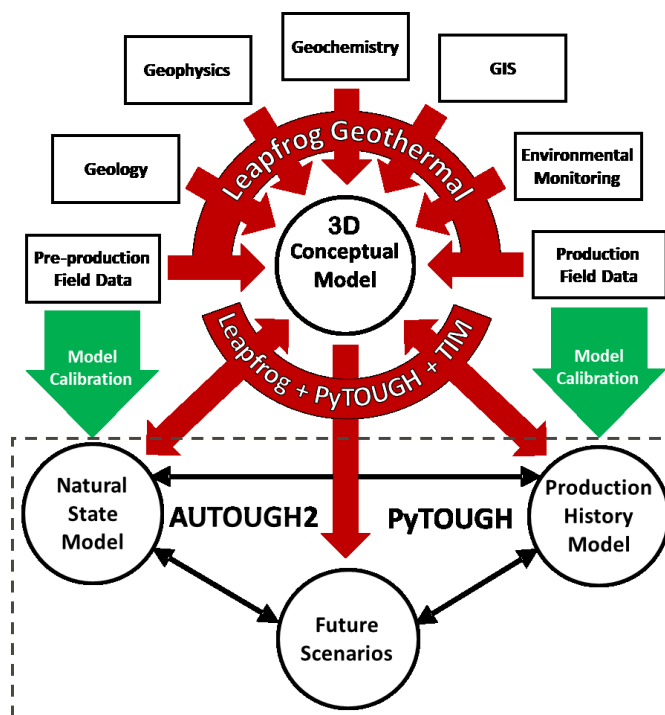 Geochemistry
Geophysics
GIS
Leapfrog Geothermal
Geology
Environmental
Monitoring
3D
Conceptual
Model
Pre-production
Field Data
Production
Field Data
Leapfrog + PyTOUGH + TIM
Model
Calibration
Model
Calibration
Natural
State
Model
AUTOUGH2
PyTOUGH
Production
History
Model
Future
Scenarios